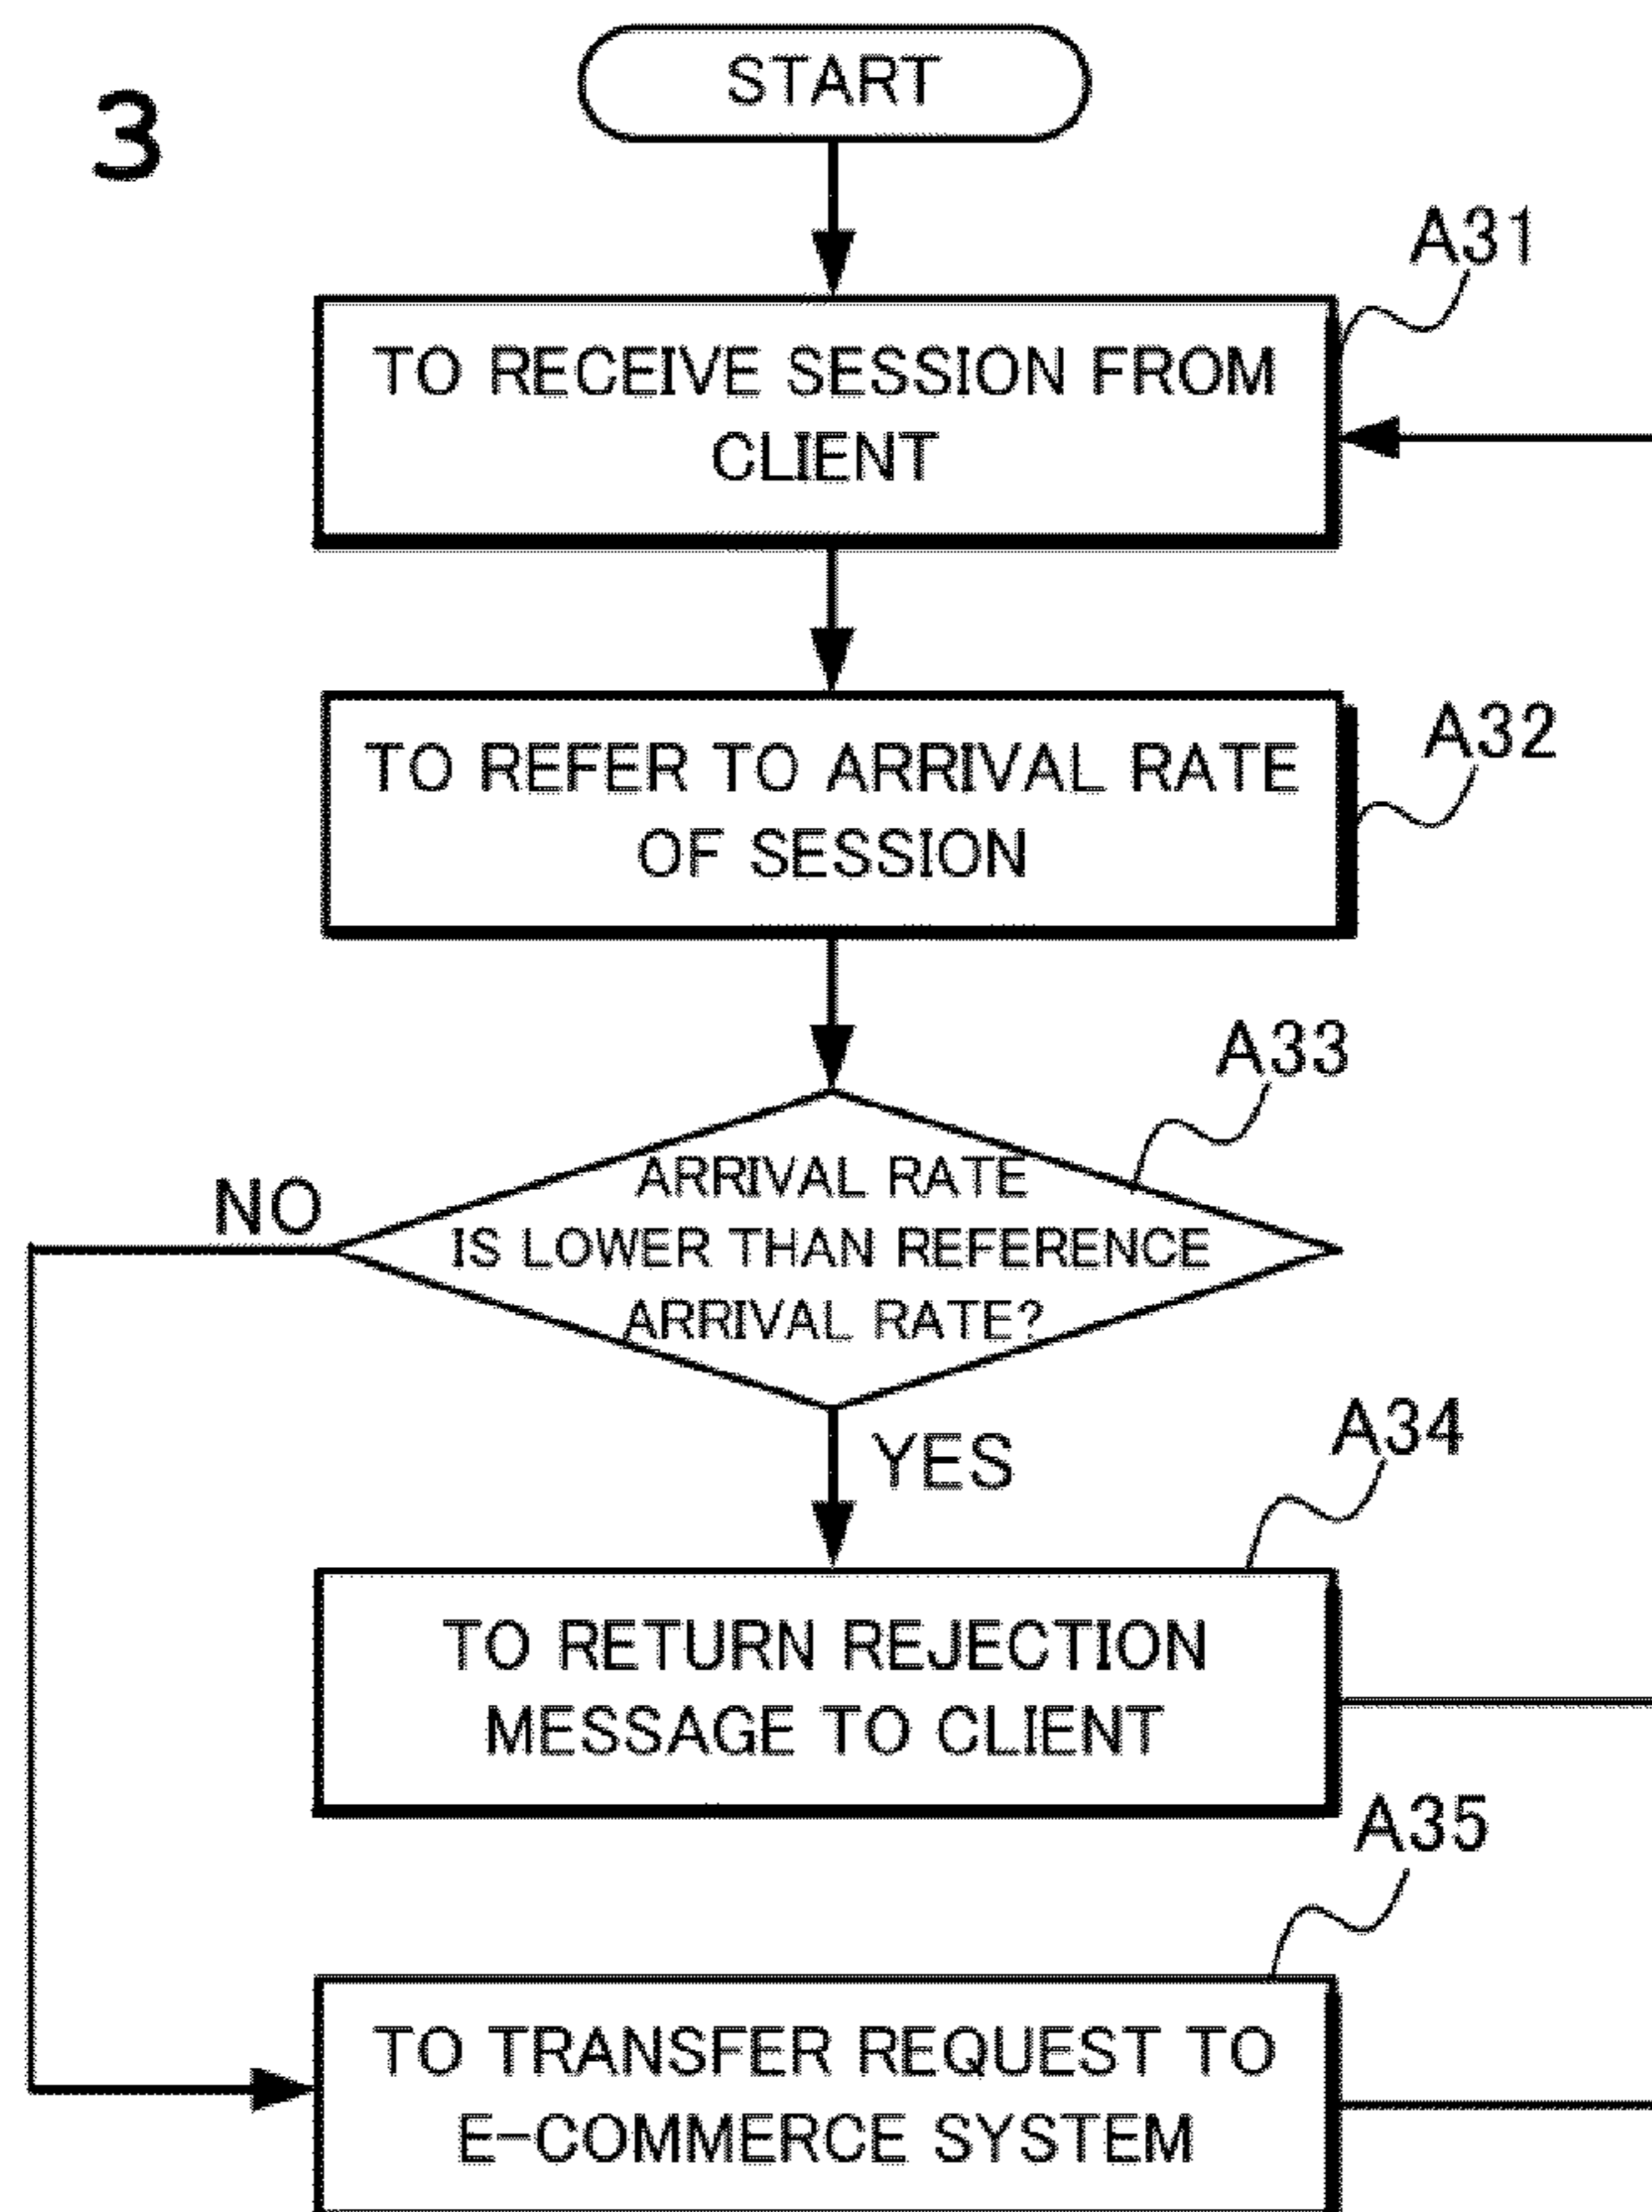 3
START
A31
TO RECEIVE SESSION FROM
CLIENT
A32
TO REFER TO ARRIVAL RATE
OF SESSION
A33
ARRIVAL RATE
IS LOWER THAN REFERENCE
ARRIVAL RATE?
NO
YES
A34
TO RETURN REJECTION
MESSAGE TO CLIENT
A35
TO TRANSFER REQUEST TO
E-COMMERCE SYSTEM